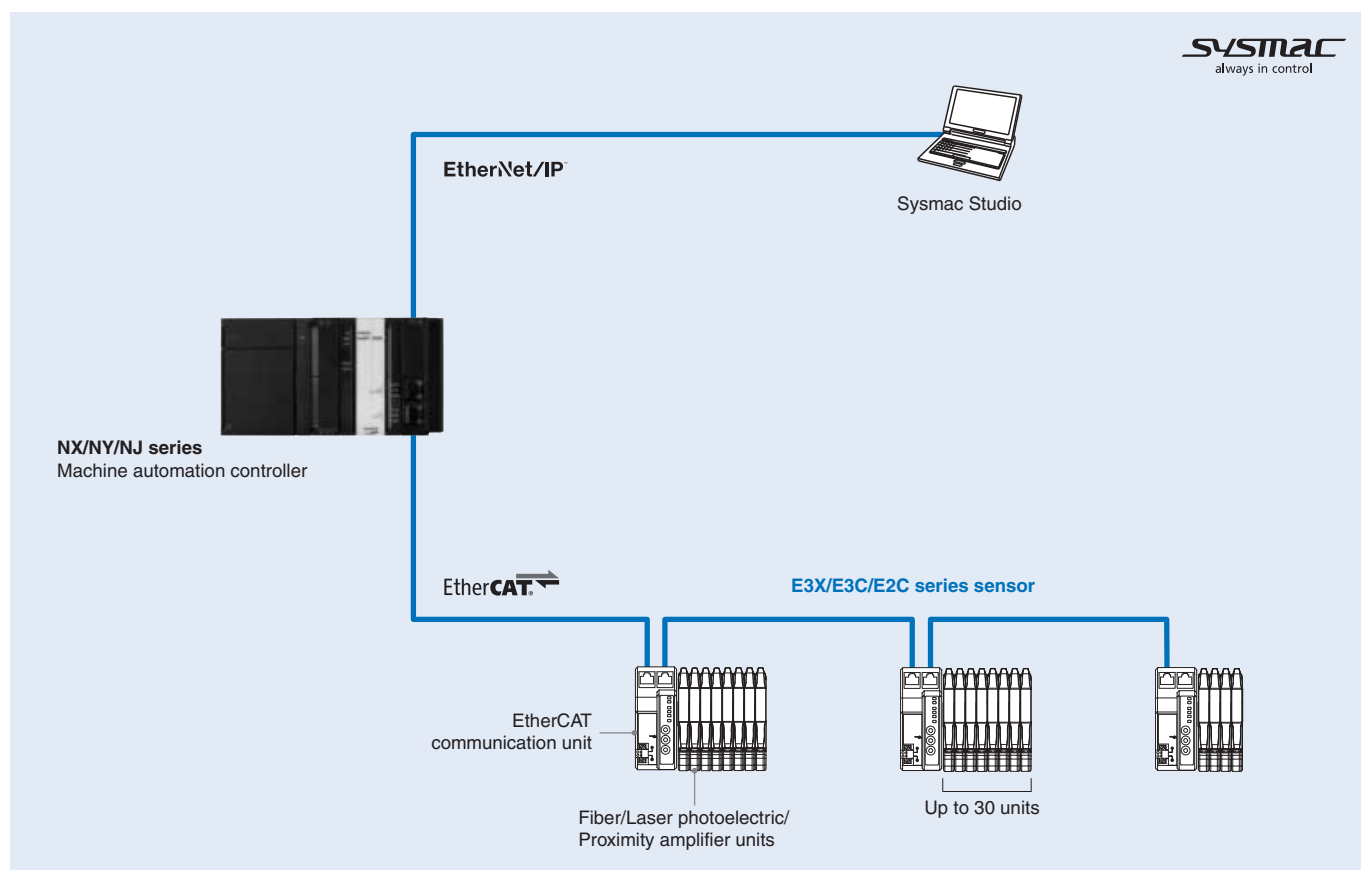 sysmac
always in control
EtherNet/IP™
Sysmac Studio
NX/NY/NJ series
Machine automation controller
EtherCAT®
E3X/E3C/E2C series sensor
EtherCAT
communication unit
Up to 30 units
Fiber/Laser photoelectric/
Proximity amplifier units